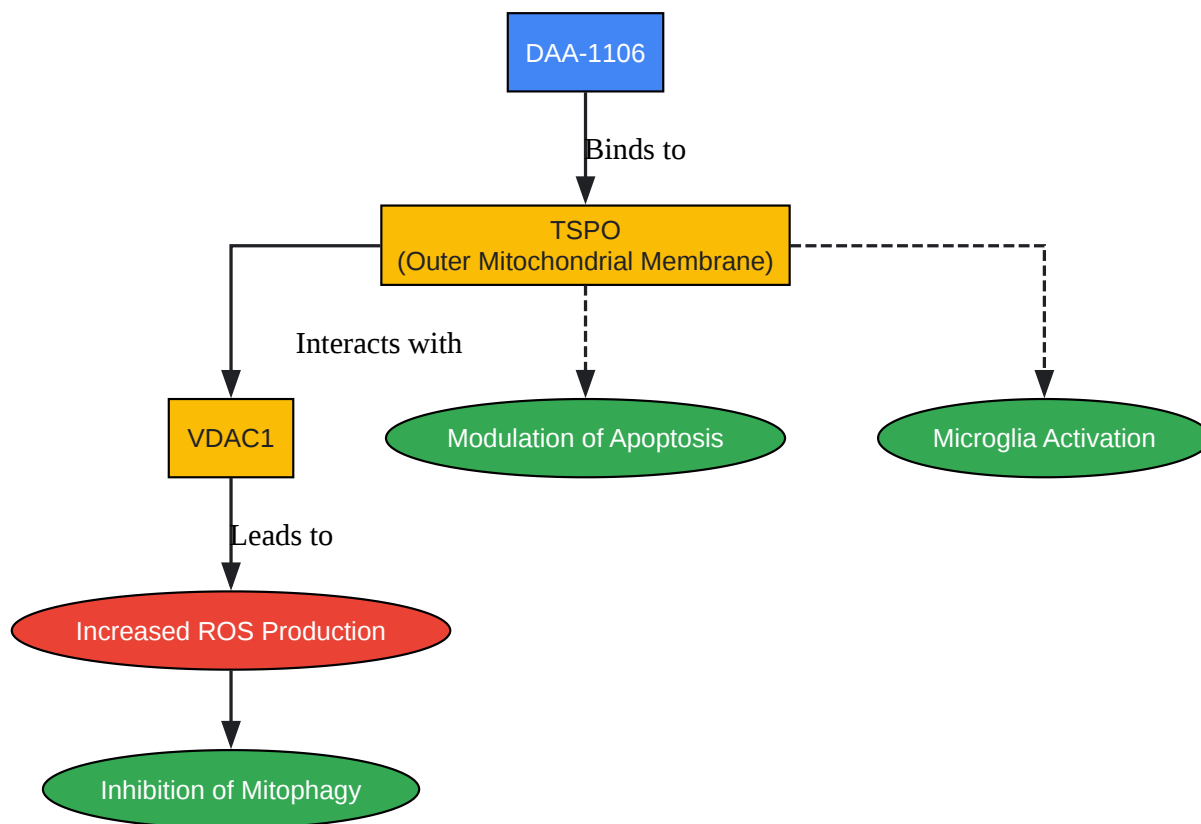 DAA-1106
Binds to
TSPO
(Outer Mitochondrial Membrane)
Interacts with
VDAC1
Modulation of Apoptosis
Microglia Activation
Leads to
Increased ROS Production
Inhibition of Mitophagy